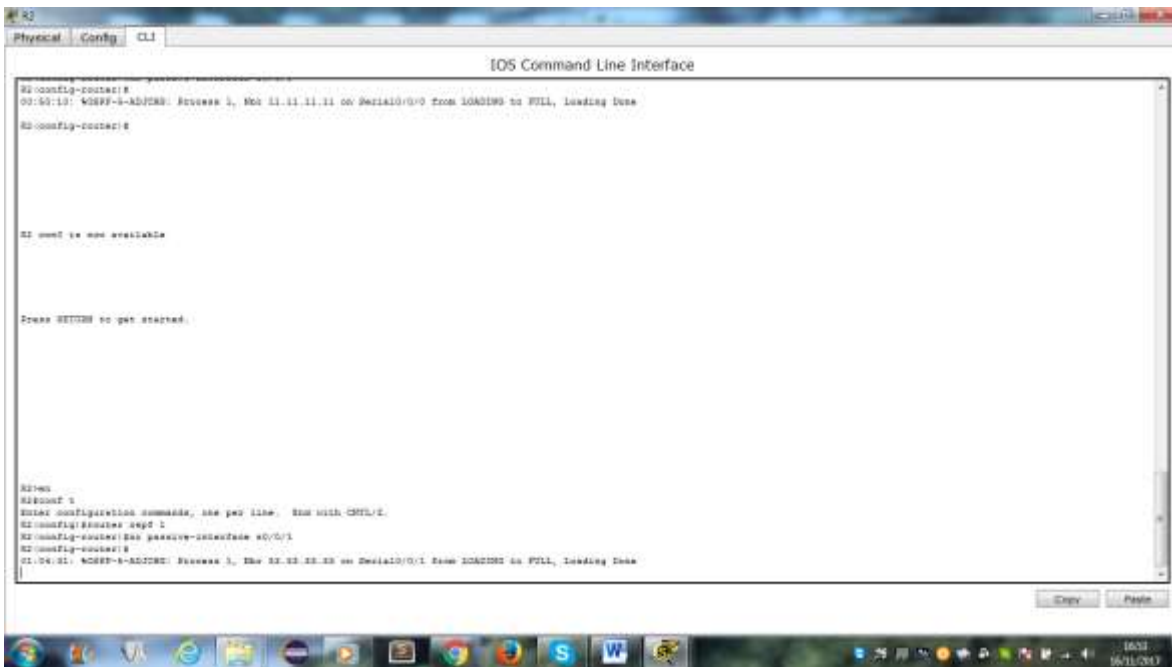 R2
Physical Config CLI
IOS Command Line Interface
R2(config-router)#
00:50:10: %OSPF-5-ADJCHG: Process 1, Nbr 11.11.11.11 on Serial0/0/0 from LOADING to FULL, Loading Done
R2(config-router)#
R2 con0 is now available
Press RETURN to get started.
R2>en
R2#conf t
Enter configuration commands, one per line. End with CNTL/Z.
R2(config)#router ospf 1
R2(config-router)#no passive-interface s0/0/1
R2(config-router)#
%OSPF-5-ADJCHG: Process 1, Nbr 33.33.33.33 on Serial0/0/1 from LOADING to FULL, Loading Done
Copy Paste
16/11/2017